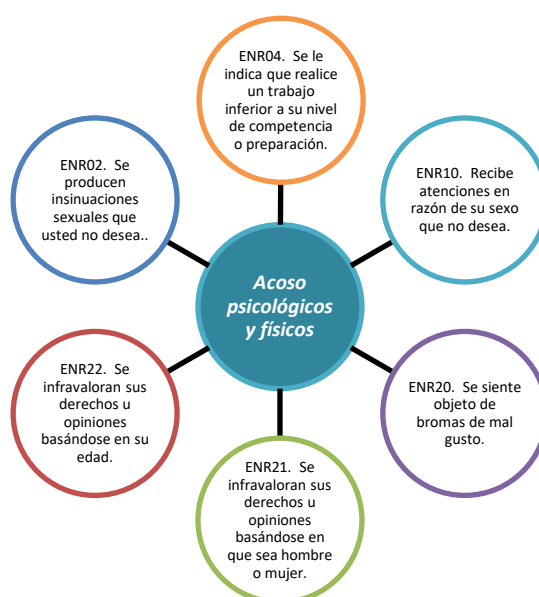 ENR04.  Se le
indica que realice
un trabajo
inferior a su nivel
de competencia
o preparación.
ENR02.  Se
producen
insinuaciones
sexuales que
usted no desea..
ENR10.  Recibe
atenciones en
razón de su sexo
que no desea.
Acoso
psicológicos
y físicos
ENR22.  Se
infravaloran sus
derechos u
opiniones
basándose en su
edad.
ENR20.  Se siente
objeto de
bromas de mal
gusto.
ENR21.  Se
infravaloran sus
derechos u
opiniones
basándose en
que sea hombre
o mujer.